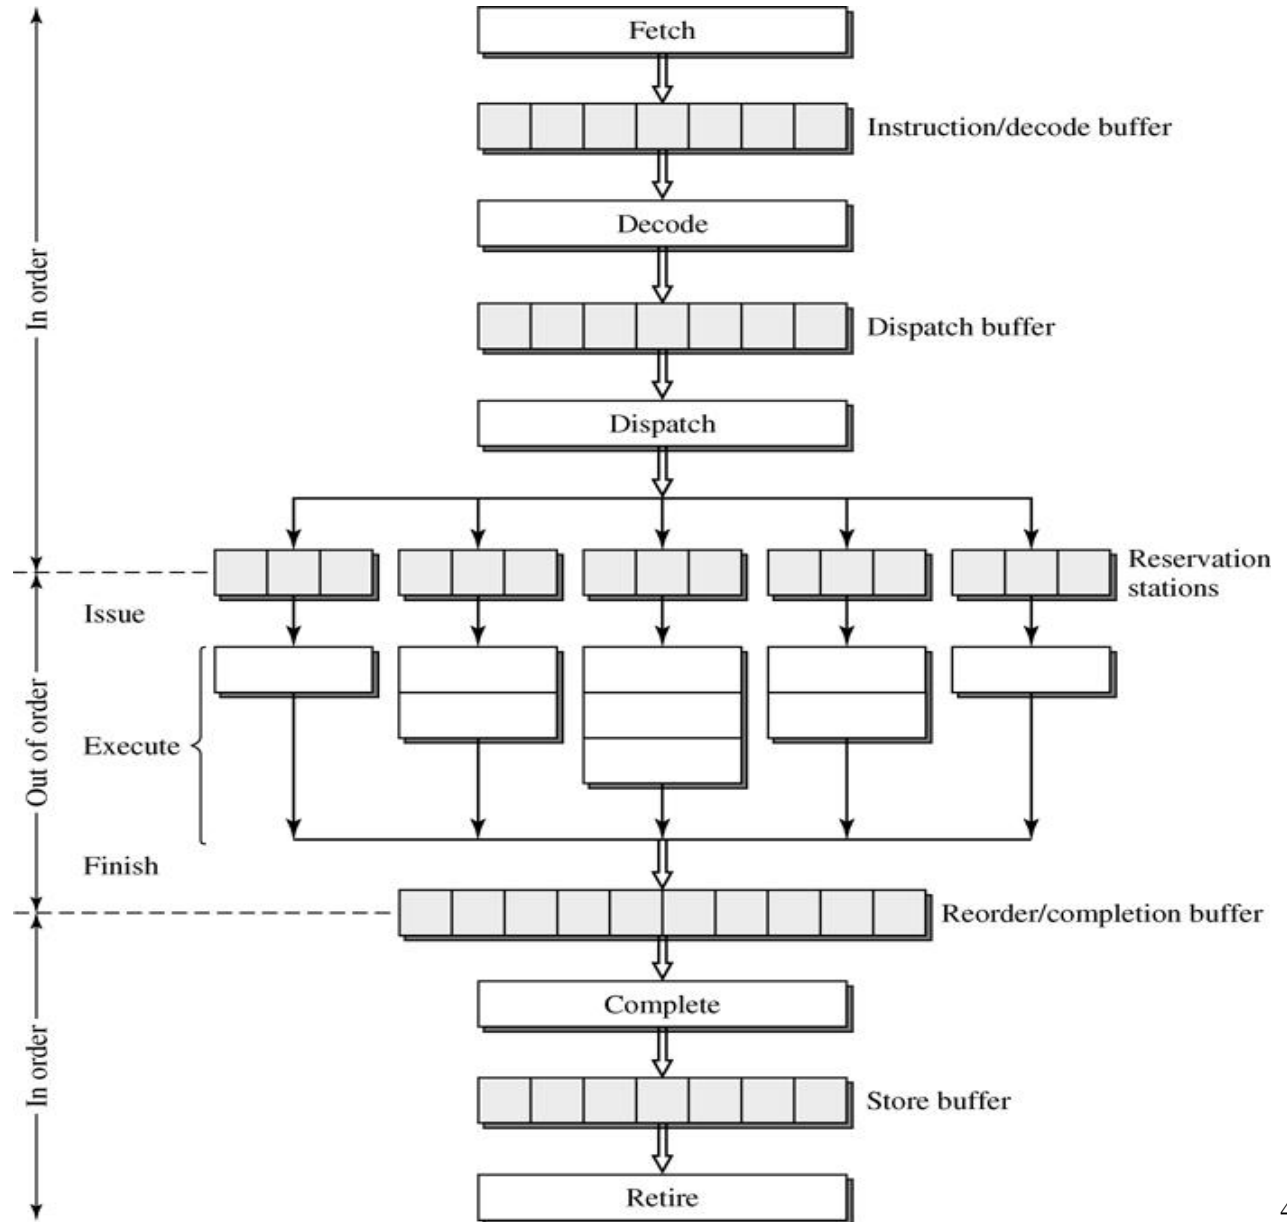 Fetch
Instruction/decode buffer
Decode
In order
Dispatch buffer
Dispatch
Reservation
stations
Issue
Out of order
Execute
Finish
Reorder/completion buffer
Complete
In order
Store buffer
Retire